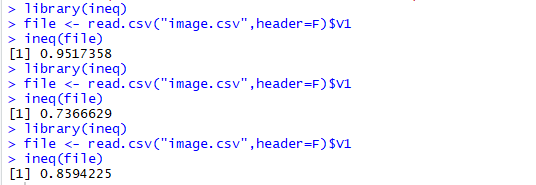 > library(ineq)
> file <- read.csv("image.csv",header=F)$V1
> ineq(file)
[1] 0.9517358
> library(ineq)
> file <- read.csv("image.csv",header=F)$V1
> ineq(file)
[1] 0.7366629
> library(ineq)
> file <- read.csv("image.csv",header=F)$V1
> ineq(file)
[1] 0.8594225